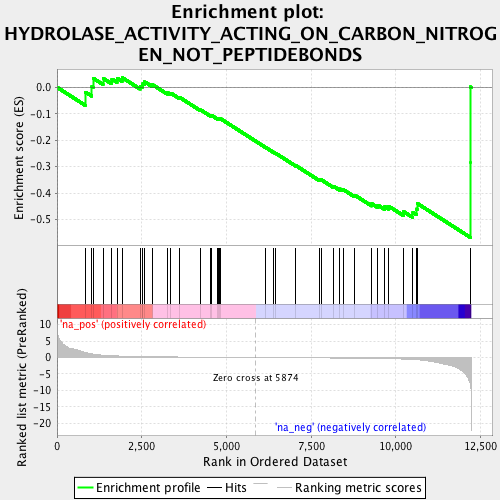 Enrichment plot:
HYDROLASE_ACTIVITY_ACTING_ON_CARBON_NITROG
EN_NOT_PEPTIDEBONDS
Enrichment score (ES)
0.0
-0.1
-0.2
-0.3
-0.4
-0.5
'na_pos' (positively correlated)
Ranked list metric (PreRanked)
10
5
0
-5
-10
-15
-20
Zero cross at 5874
'na_neg' (negatively correlated)
0
2,500
5,000
7,500
10,000
12,500
Rank in Ordered Dataset
Enrichment profile
Hits
Ranking metric scores